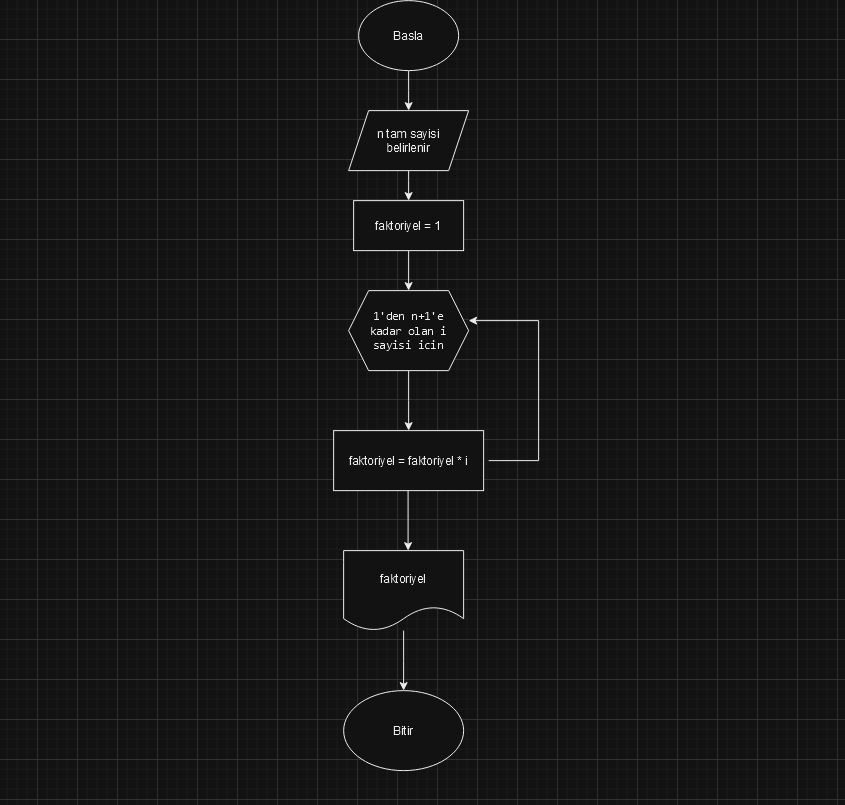 Basla
n tam sayisi
belirlenir
faktoriyel = 1
1'den n+1'e
kadar olan i
sayisi icin
faktoriyel = faktoriyel * i
faktoriyel
Bitir